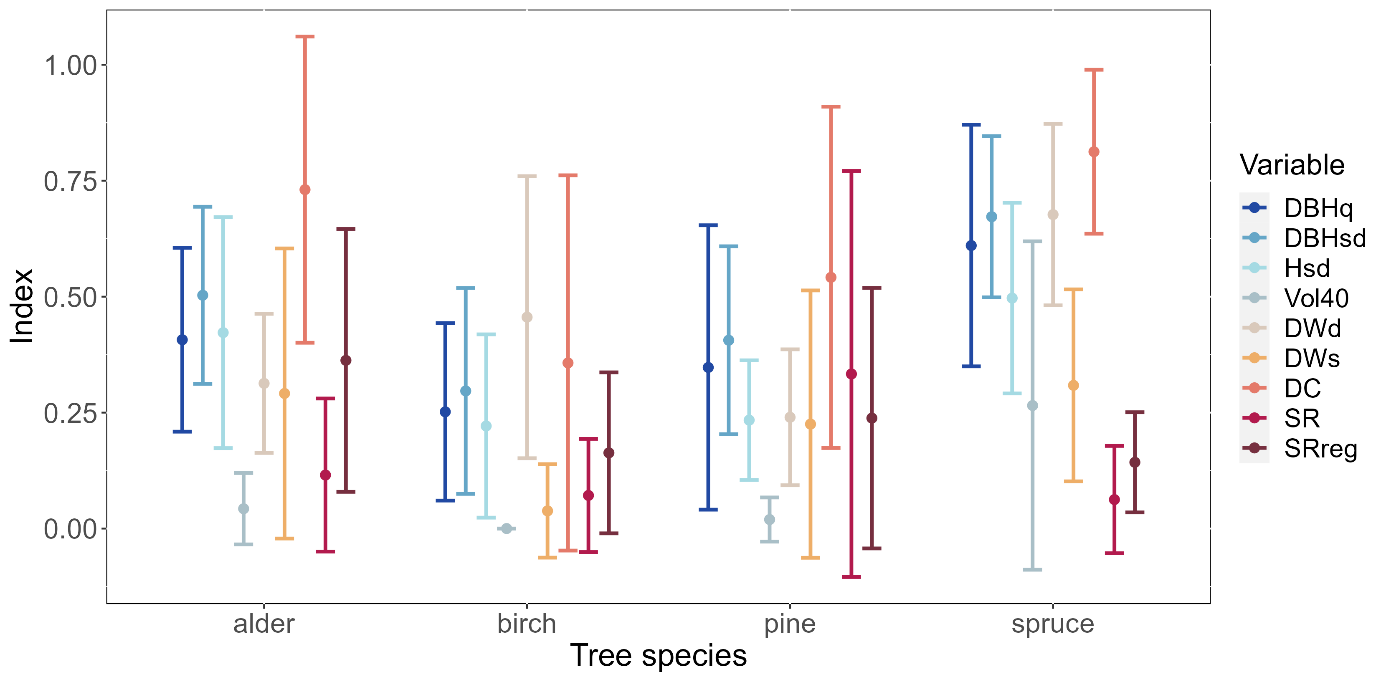 Index
1.00
0.75
0.50
0.25
0.00
alder birch pine spruce
Tree species
Variable
DBHq
DBHsd
Hsd
Vol40
DWd
DWs
DC
SR
SRreg